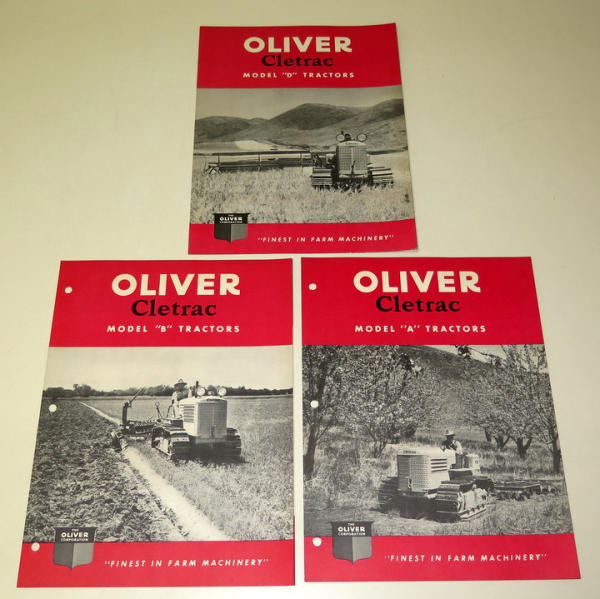 OLIVER
Cletrac
MODEL "D" TRACTORS
THE
OLIVER
CORPORATION
"FINEST IN FARM MACHINERY"
OLIVER
Cletrac
MODEL "B" TRACTORS
THE
OLIVER
CORPORATION
"FINEST IN FARM MACHINERY"
OLIVER
Cletrac
MODEL "A" TRACTORS
THE
OLIVER
CORPORATION
"FINEST IN FARM MACHINERY"